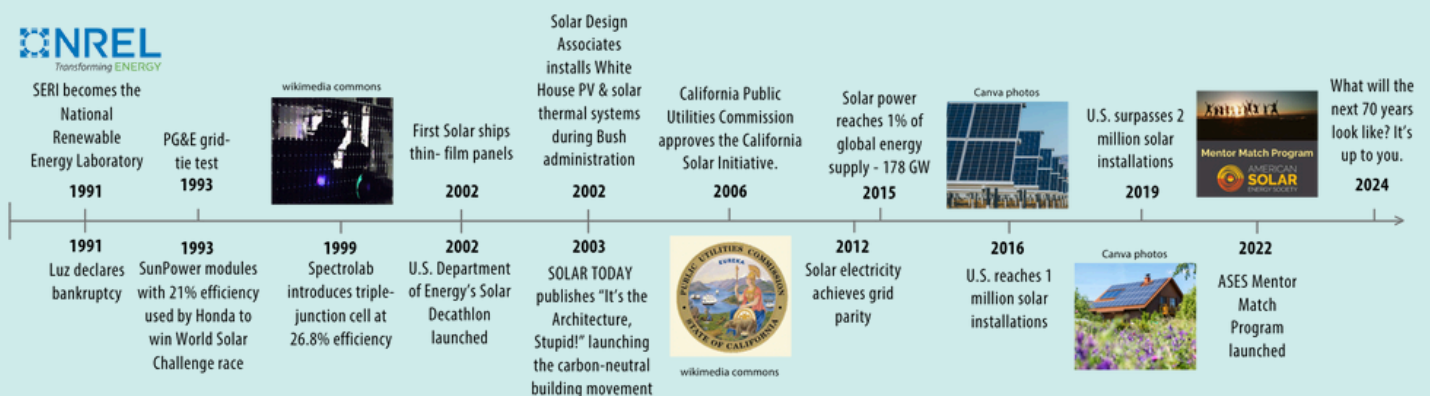 NREL
Transforming ENERGY
SERI becomes the
National
Renewable
Energy Laboratory
1991
PG&E grid-
tie test
1993
wikimedia commons
First Solar ships
thin- film panels
2002
Solar Design
Associates
installs White
House PV & solar
thermal systems
during Bush
administration
2002
California Public
Utilities Commission
approves the California
Solar Initiative.
2006
Solar power
reaches 1% of
global energy
supply - 178 GW
2015
Canva photos
U.S. surpasses 2
million solar
installations
2019
Mentor Match Program
AMERICAN
SOLAR
ENERGY SOCIETY
What will the
next 70 years
look like? It's
up to you.
2024
1991
Luz declares
bankruptcy
1993
SunPower modules
with 21% efficiency
used by Honda to
win World Solar
Challenge race
1999
Spectrolab
introduces triple-
junction cell at
26.8% efficiency
2002
U.S. Department
of Energy's Solar
Decathlon
launched
2003
SOLAR TODAY
publishes "It's the
Architecture,
Stupid!" launching
the carbon-neutral
building movement
PUBLIC UTILITIES COMMISSION
EUREKA
STATE OF CALIFORNIA
wikimedia commons
2012
Solar electricity
achieves grid
parity
2016
U.S. reaches 1
million solar
installations
Canva photos
2022
ASES Mentor
Match
Program
launched